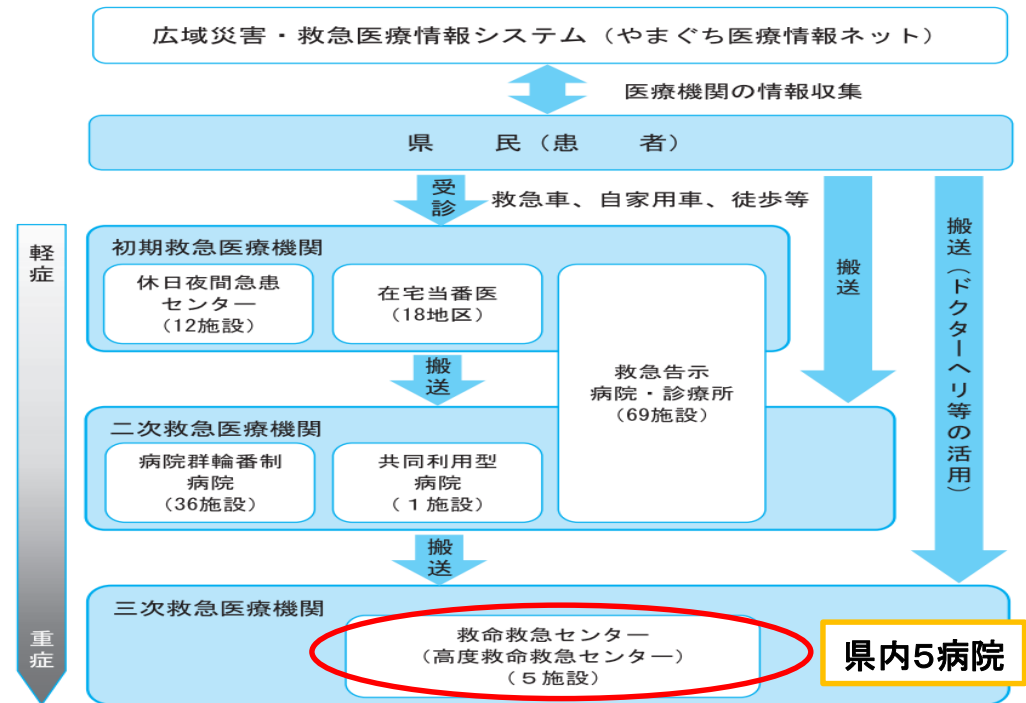 広域災害・救急医療情報システム（やまぐち医療情報ネット）
医療機関の情報収集
県　　民（患　　者）
受診
救急車、自家用車、徒歩等
軽症
初期救急医療機関
休日夜間急患
センター
（12施設）
在宅当番医
（18地区）
搬送
搬送（ドクターヘリ等の活用）
搬送
救急告示
病院・診療所
（69施設）
二次救急医療機関
病院群輪番制
病院
（36施設）
共同利用型
病院
（１施設）
搬送
三次救急医療機関
重症
救命救急センター
（高度救命救急センター）
（５施設）
県内５病院